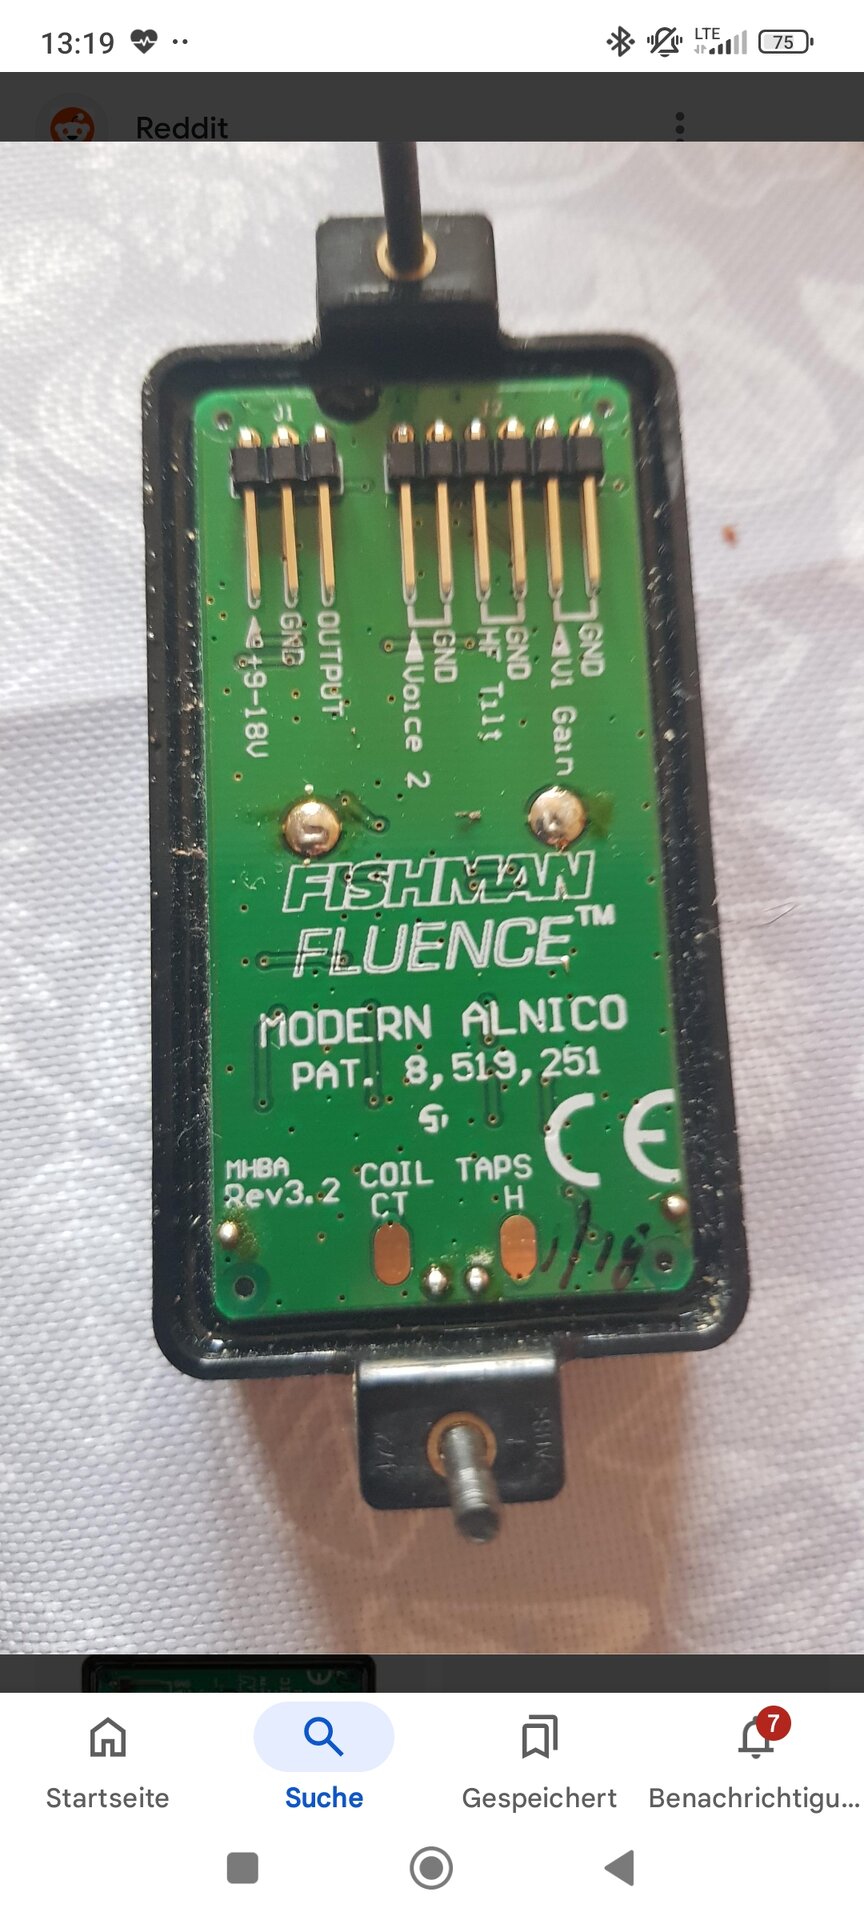 13:19
LTE
75
Reddit
J1
J2
+9-18V
GND
OUTPUT
Voice 2
GND
HF Tilt
GND
V1 Gain
GND
FISHMAN
FLUENCE™
MODERN ALNICO
PAT. 8,519,251
CE
MHBA
Rev3.2
COIL TAPS
CT
H
Startseite
Suche
Gespeichert
7
Benachrichtigu...